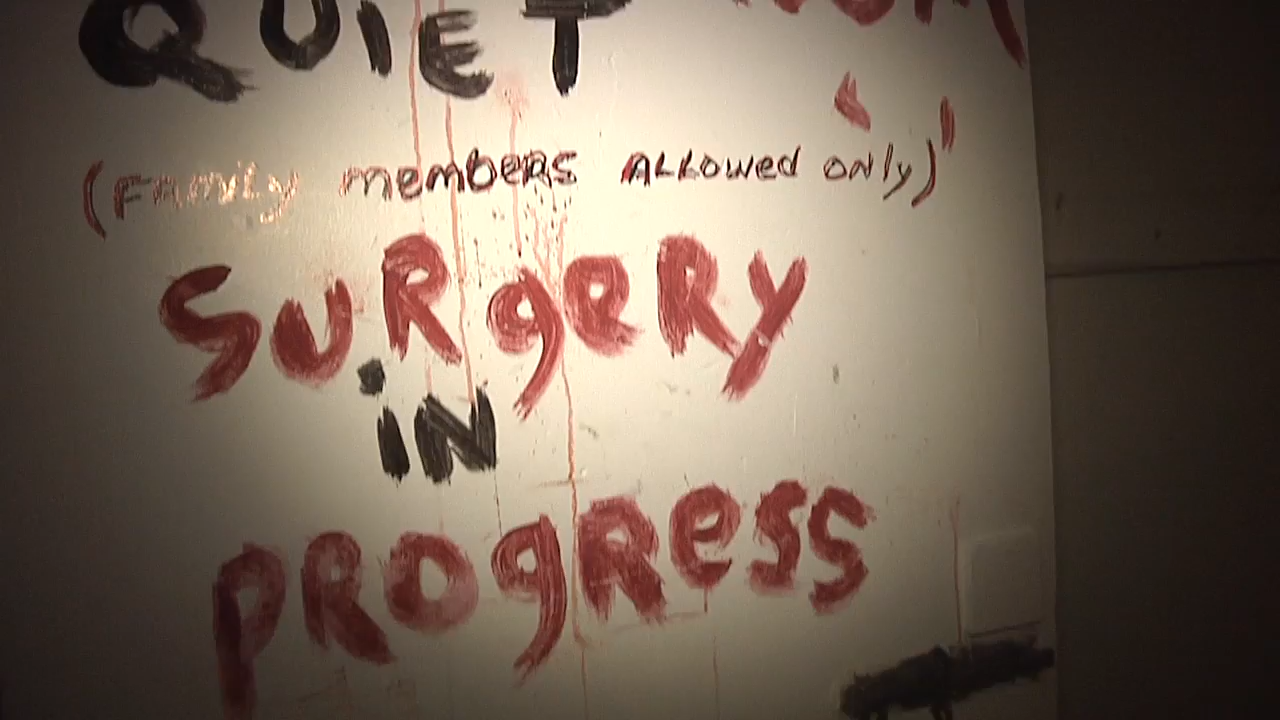 QUIET
(FAMILY members ALLOWED ONly)
SURgeRy
iN
PROgReSS